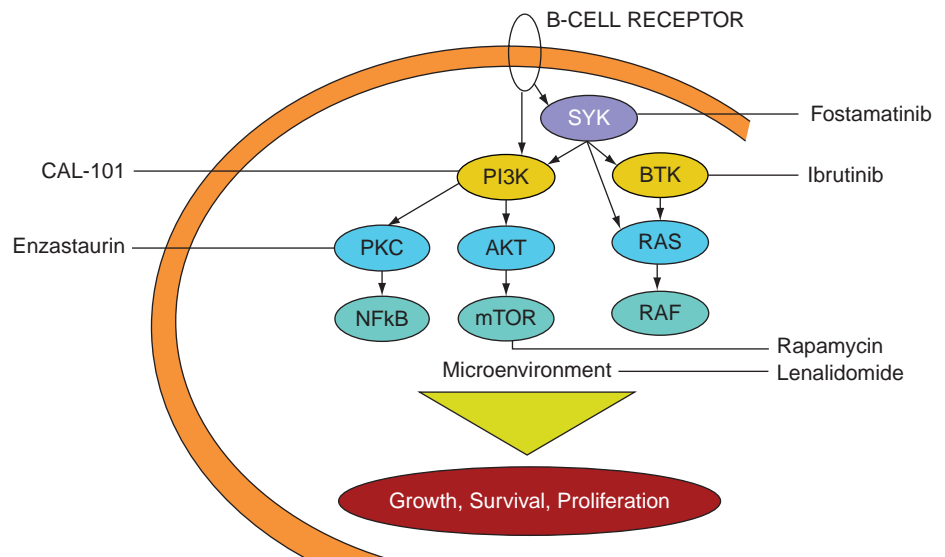 B-CELL RECEPTOR
SYK
Fostamatinib
CAL-101
PI3K
BTK
Ibrutinib
Enzastaurin
PKC
AKT
RAS
NFkB
mTOR
RAF
Rapamycin
Microenvironment
Lenalidomide
Growth, Survival, Proliferation